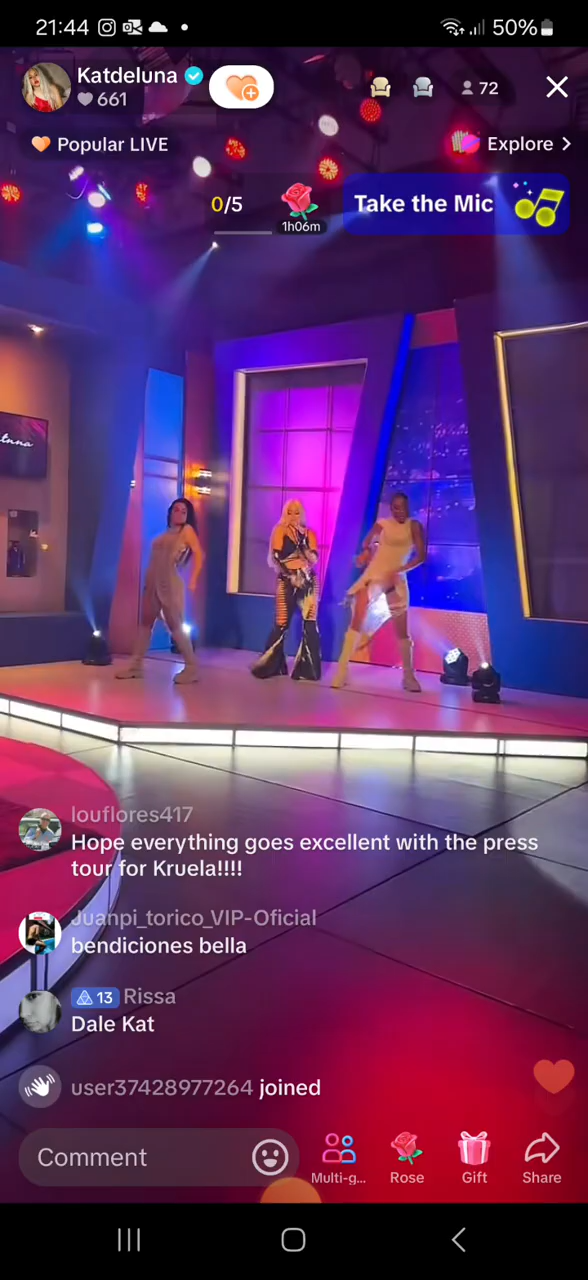 21:44
50%
Katdeluna
661
72
Popular LIVE
Explore
0/5
1h06m
Take the Mic
louflores417
Hope everything goes excellent with the press
tour for Kruela!!!!
Juanpi_torico_VIP-Oficial
bendiciones bella
13 Rissa
Dale Kat
user37428977264 joined
Comment
Multi-g...
Rose
Gift
Share